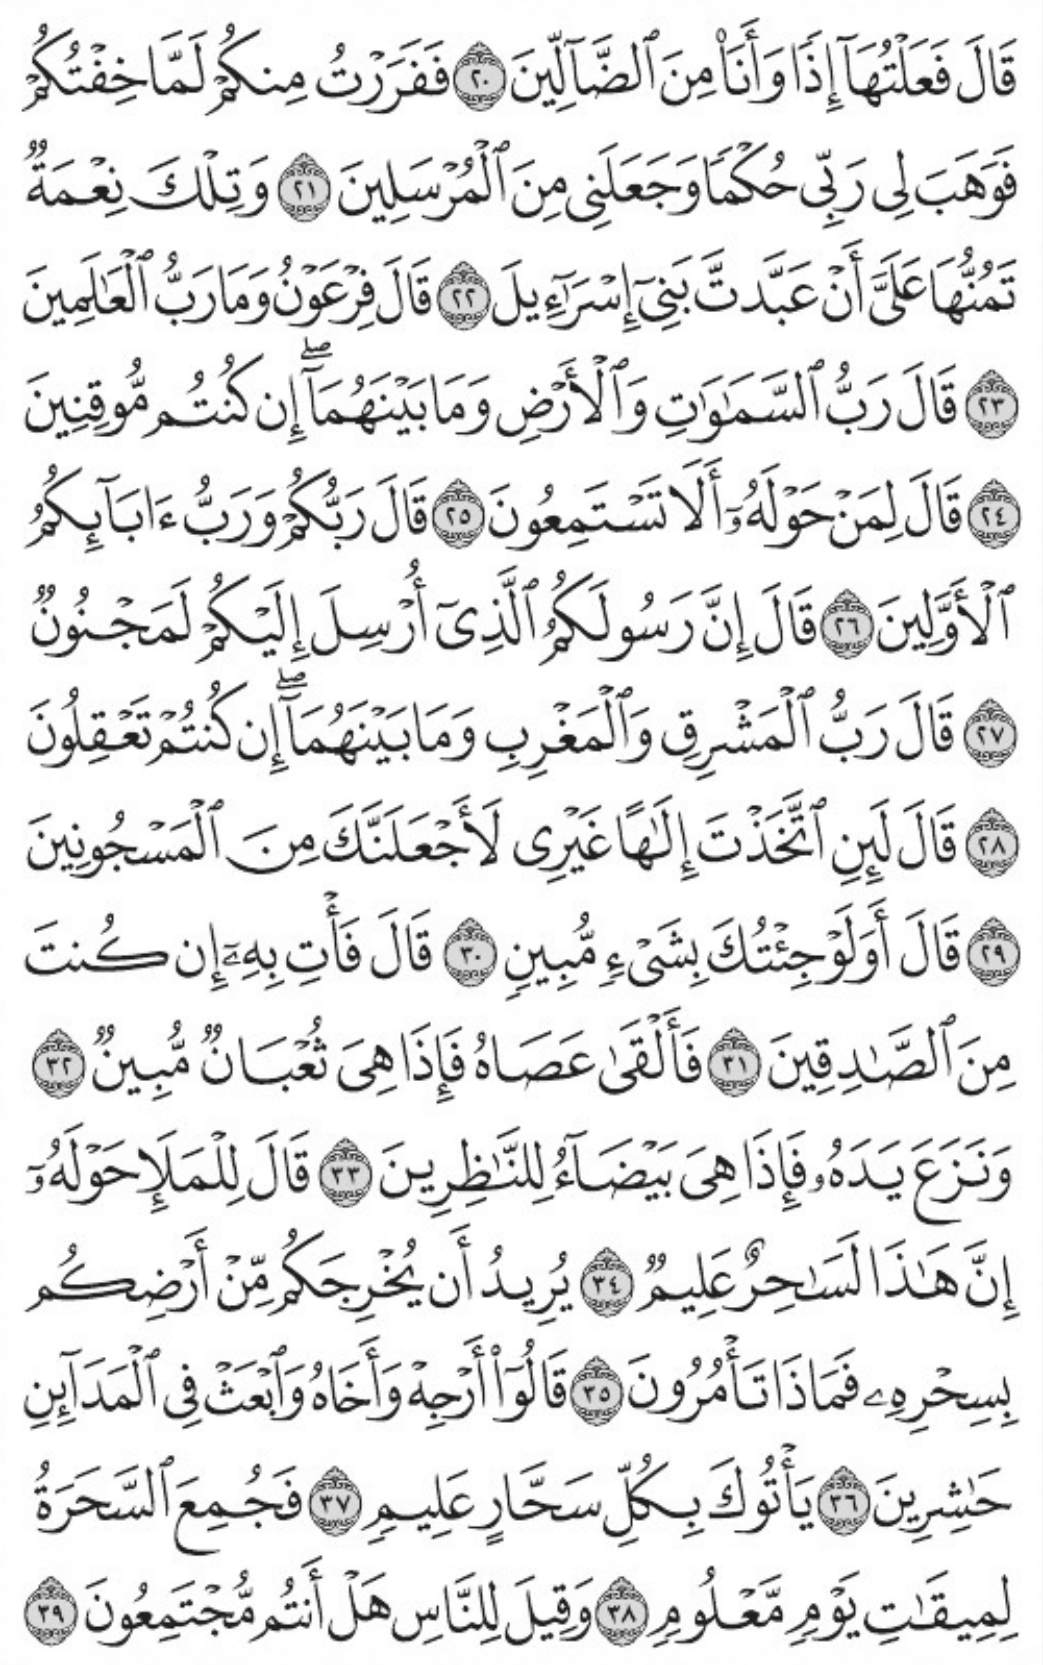 قَالَ فَعَلْتُهَآ إِذًا وَأَنَا۠ مِنَ ٱلضَّآلِّينَ ٢٠ فَفَرَرْتُ مِنكُمْ لَمَّا خِفْتُكُمْ
فَوَهَبَ لِى رَبِّى حُكْمًا وَجَعَلَنِى مِنَ ٱلْمُرْسَلِينَ ٢١ وَتِلْكَ نِعْمَةٌ
تَمُنُّهَا عَلَىَّ أَنْ عَبَّدتَّ بَنِىٓ إِسْرَٰٓءِيلَ ٢٢ قَالَ فِرْعَوْنُ وَمَا رَبُّ ٱلْعَٰلَمِينَ
٢٣ قَالَ رَبُّ ٱلسَّمَٰوَٰتِ وَٱلْأَرْضِ وَمَا بَيْنَهُمَآ ۖ إِن كُنتُم مُّوقِنِينَ
٢٤ قَالَ لِمَنْ حَوْلَهُۥٓ أَلَا تَسْتَمِعُونَ ٢٥ قَالَ رَبُّكُمْ وَرَبُّ ءَابَآئِكُمُ
ٱلْأَوَّلِينَ ٢٦ قَالَ إِنَّ رَسُولَكُمُ ٱلَّذِىٓ أُرْسِلَ إِلَيْكُمْ لَمَجْنُونٌ
٢٧ قَالَ رَبُّ ٱلْمَشْرِقِ وَٱلْمَغْرِبِ وَمَا بَيْنَهُمَآ ۖ إِن كُنتُمْ تَعْقِلُونَ
٢٨ قَالَ لَئِنِ ٱتَّخَذْتَ إِلَٰهًا غَيْرِى لَأَجْعَلَنَّكَ مِنَ ٱلْمَسْجُونِينَ
٢٩ قَالَ أَوَلَوْ جِئْتُكَ بِشَىْءٍ مُّبِينٍ ٣٠ قَالَ فَأْتِ بِهِۦٓ إِن كُنتَ
مِنَ ٱلصَّٰدِقِينَ ٣١ فَأَلْقَىٰ عَصَاهُ فَإِذَا هِىَ ثُعْبَانٌ مُّبِينٌ ٣٢
وَنَزَعَ يَدَهُۥ فَإِذَا هِىَ بَيْضَآءُ لِلنَّٰظِرِينَ ٣٣ قَالَ لِلْمَلَإِ حَوْلَهُۥٓ
إِنَّ هَٰذَا لَسَٰحِرٌ عَلِيمٌ ٣٤ يُرِيدُ أَن يُخْرِجَكُم مِّنْ أَرْضِكُم
بِسِحْرِهِۦ فَمَاذَا تَأْمُرُونَ ٣٥ قَالُوٓا۟ أَرْجِهْ وَأَخَاهُ وَٱبْعَثْ فِى ٱلْمَدَآئِنِ
حَٰشِرِينَ ٣٦ يَأْتُوكَ بِكُلِّ سَحَّارٍ عَلِيمٍ ٣٧ فَجُمِعَ ٱلسَّحَرَةُ
لِمِيقَٰتِ يَوْمٍ مَّعْلُومٍ ٣٨ وَقِيلَ لِلنَّاسِ هَلْ أَنتُم مُّجْتَمِعُونَ ٣٩